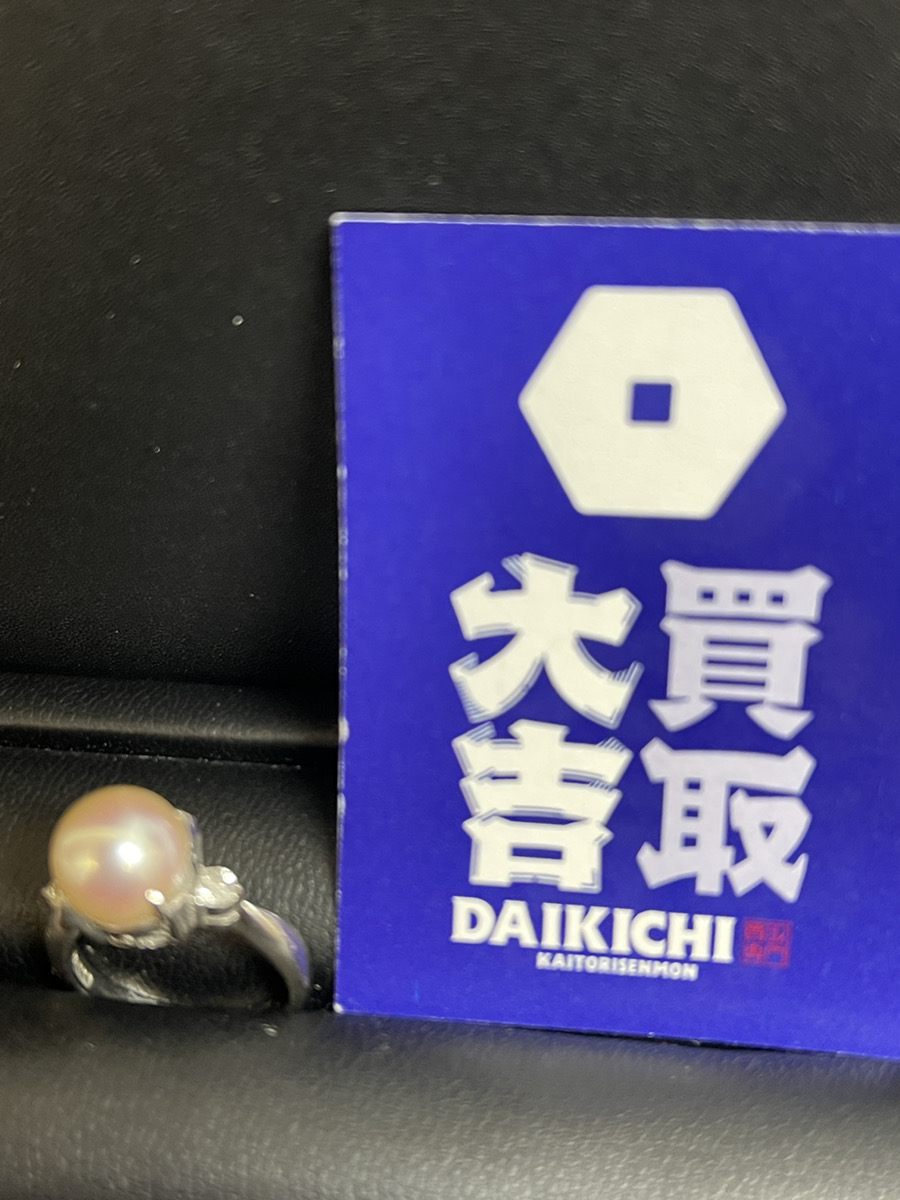 買取
大吉
DAIKICHI
KAITORISENMON